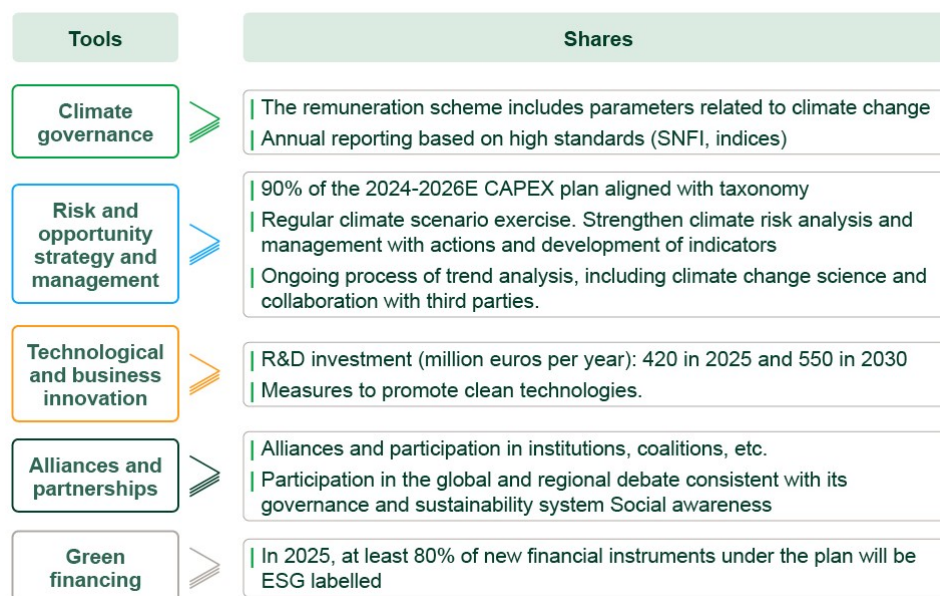 Tools
Shares
Climate
governance
The remuneration scheme includes parameters related to climate change
Annual reporting based on high standards (SNFI, indices)
Risk and
opportunity
strategy and
management
90% of the 2024-2026E CAPEX plan aligned with taxonomy
Regular climate scenario exercise. Strengthen climate risk analysis and
management with actions and development of indicators
Ongoing process of trend analysis, including climate change science and
collaboration with third parties.
Technological
and business
innovation
R&D investment (million euros per year): 420 in 2025 and 550 in 2030
Measures to promote clean technologies.
Alliances and
partnerships
Alliances and participation in institutions, coalitions, etc.
Participation in the global and regional debate consistent with its
governance and sustainability system Social awareness
Green
financing
In 2025, at least 80% of new financial instruments under the plan will be
ESG labelled